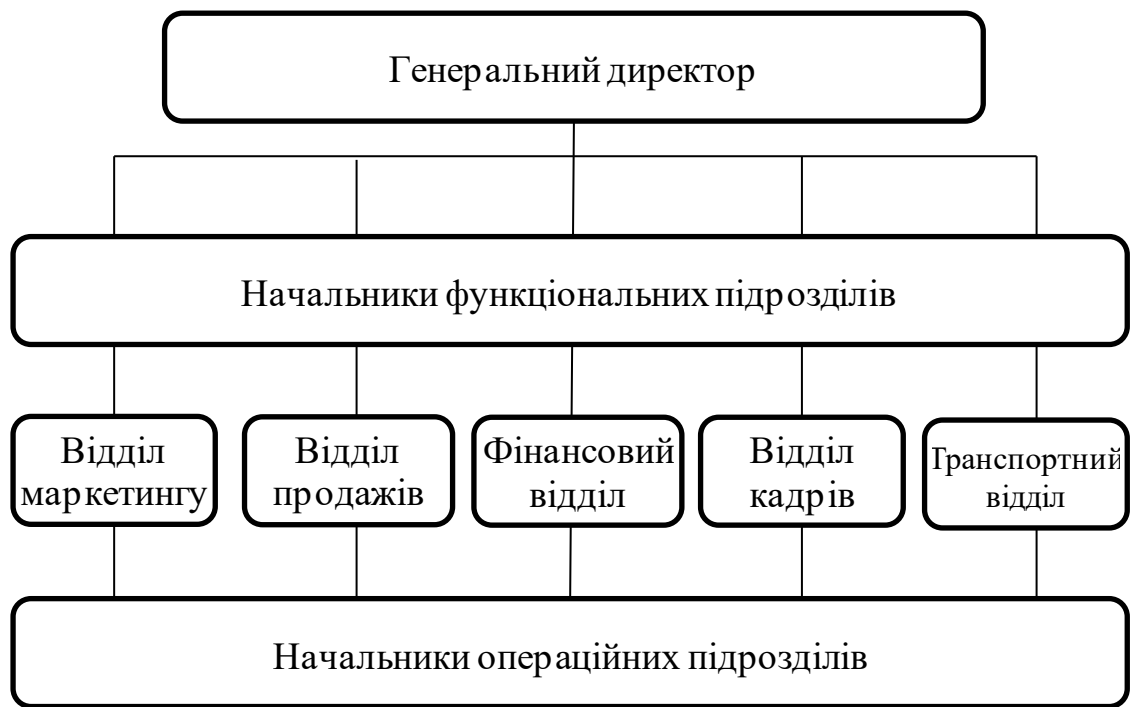 Генеральний директор
Начальники функціональних підрозділів
Відділ
маркетингу
Відділ
продажів
Фінансовий
відділ
Відділ
кадрів
Транспортний
відділ
Начальники операційних підрозділів